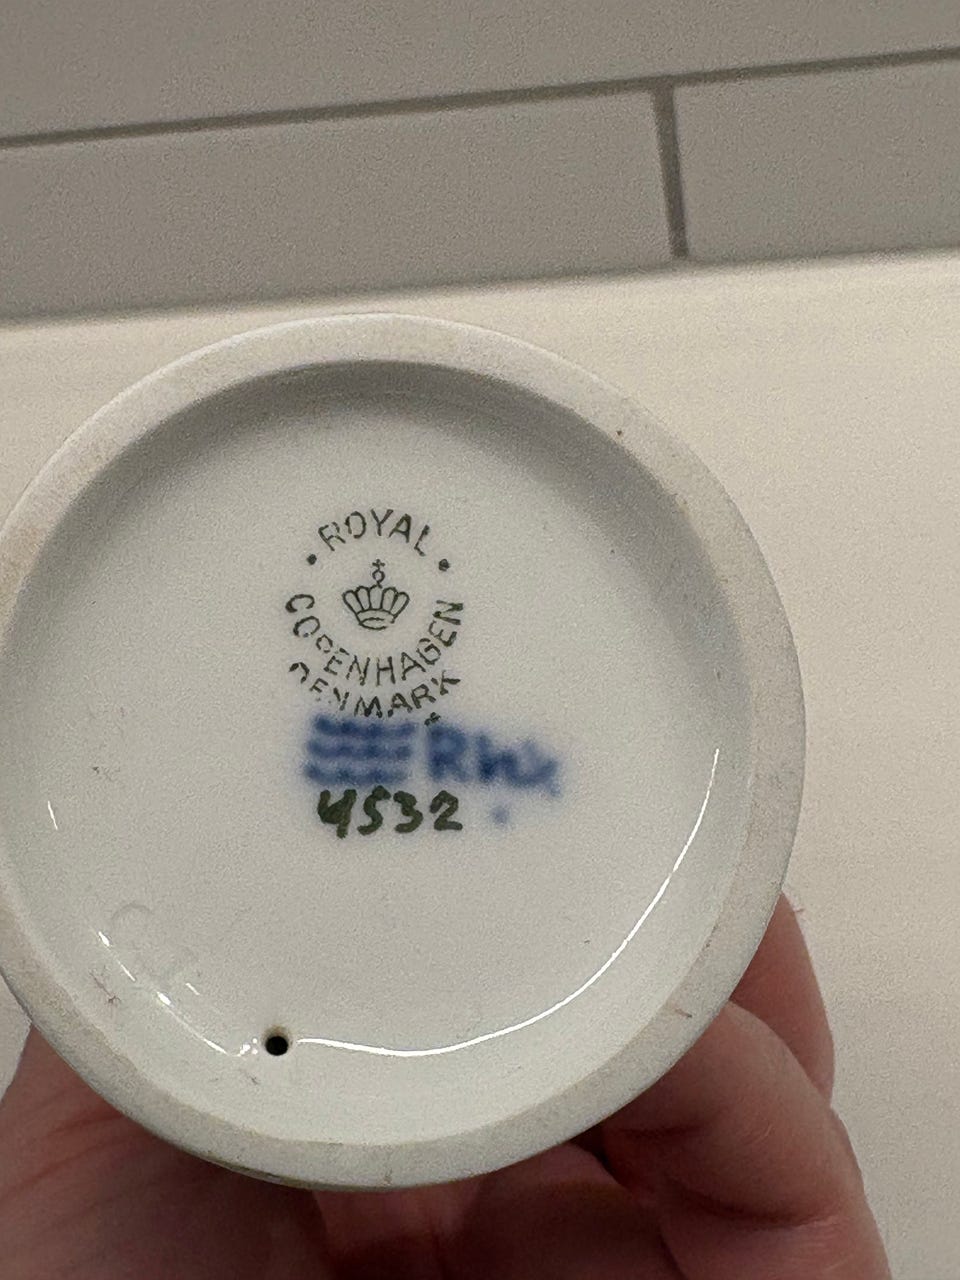 ROYAL
COPENHAGEN
DENMARK
4532